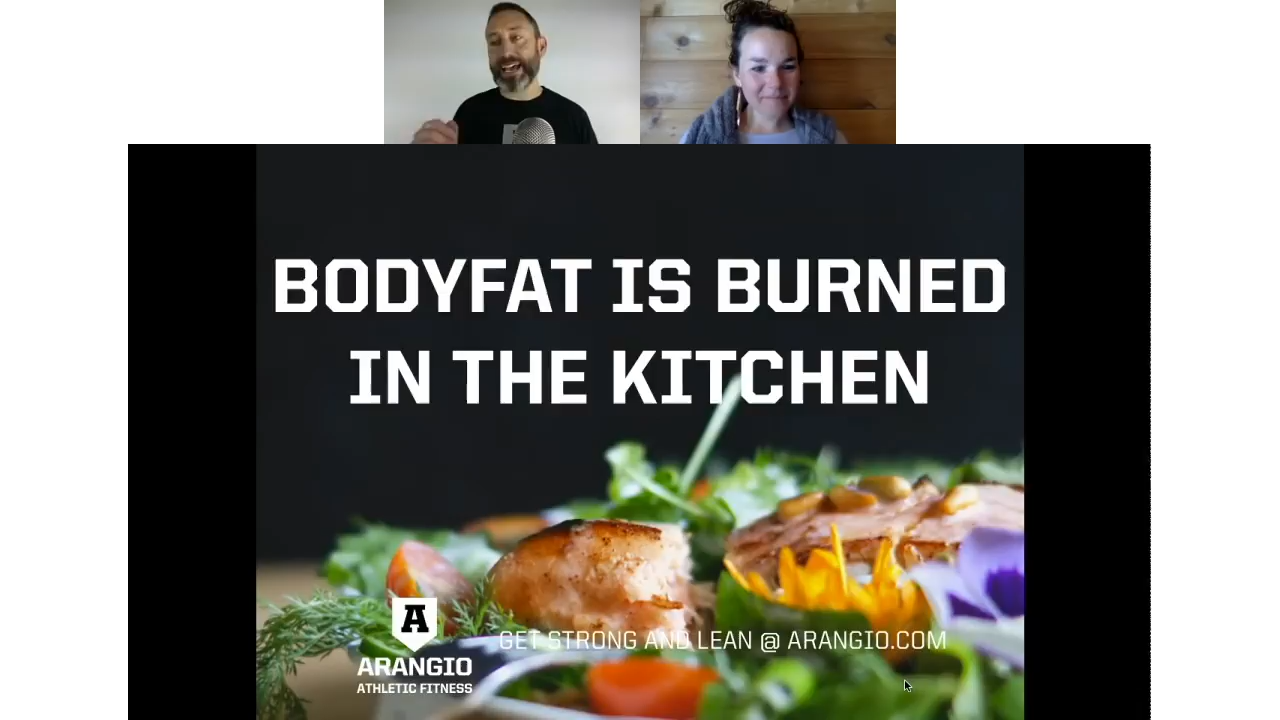 BODYFAT IS BURNED
IN THE KITCHEN
A
GET STRONG AND LEAN @ ARANGIO.COM
ARANGIO
ATHLETIC FITNESS